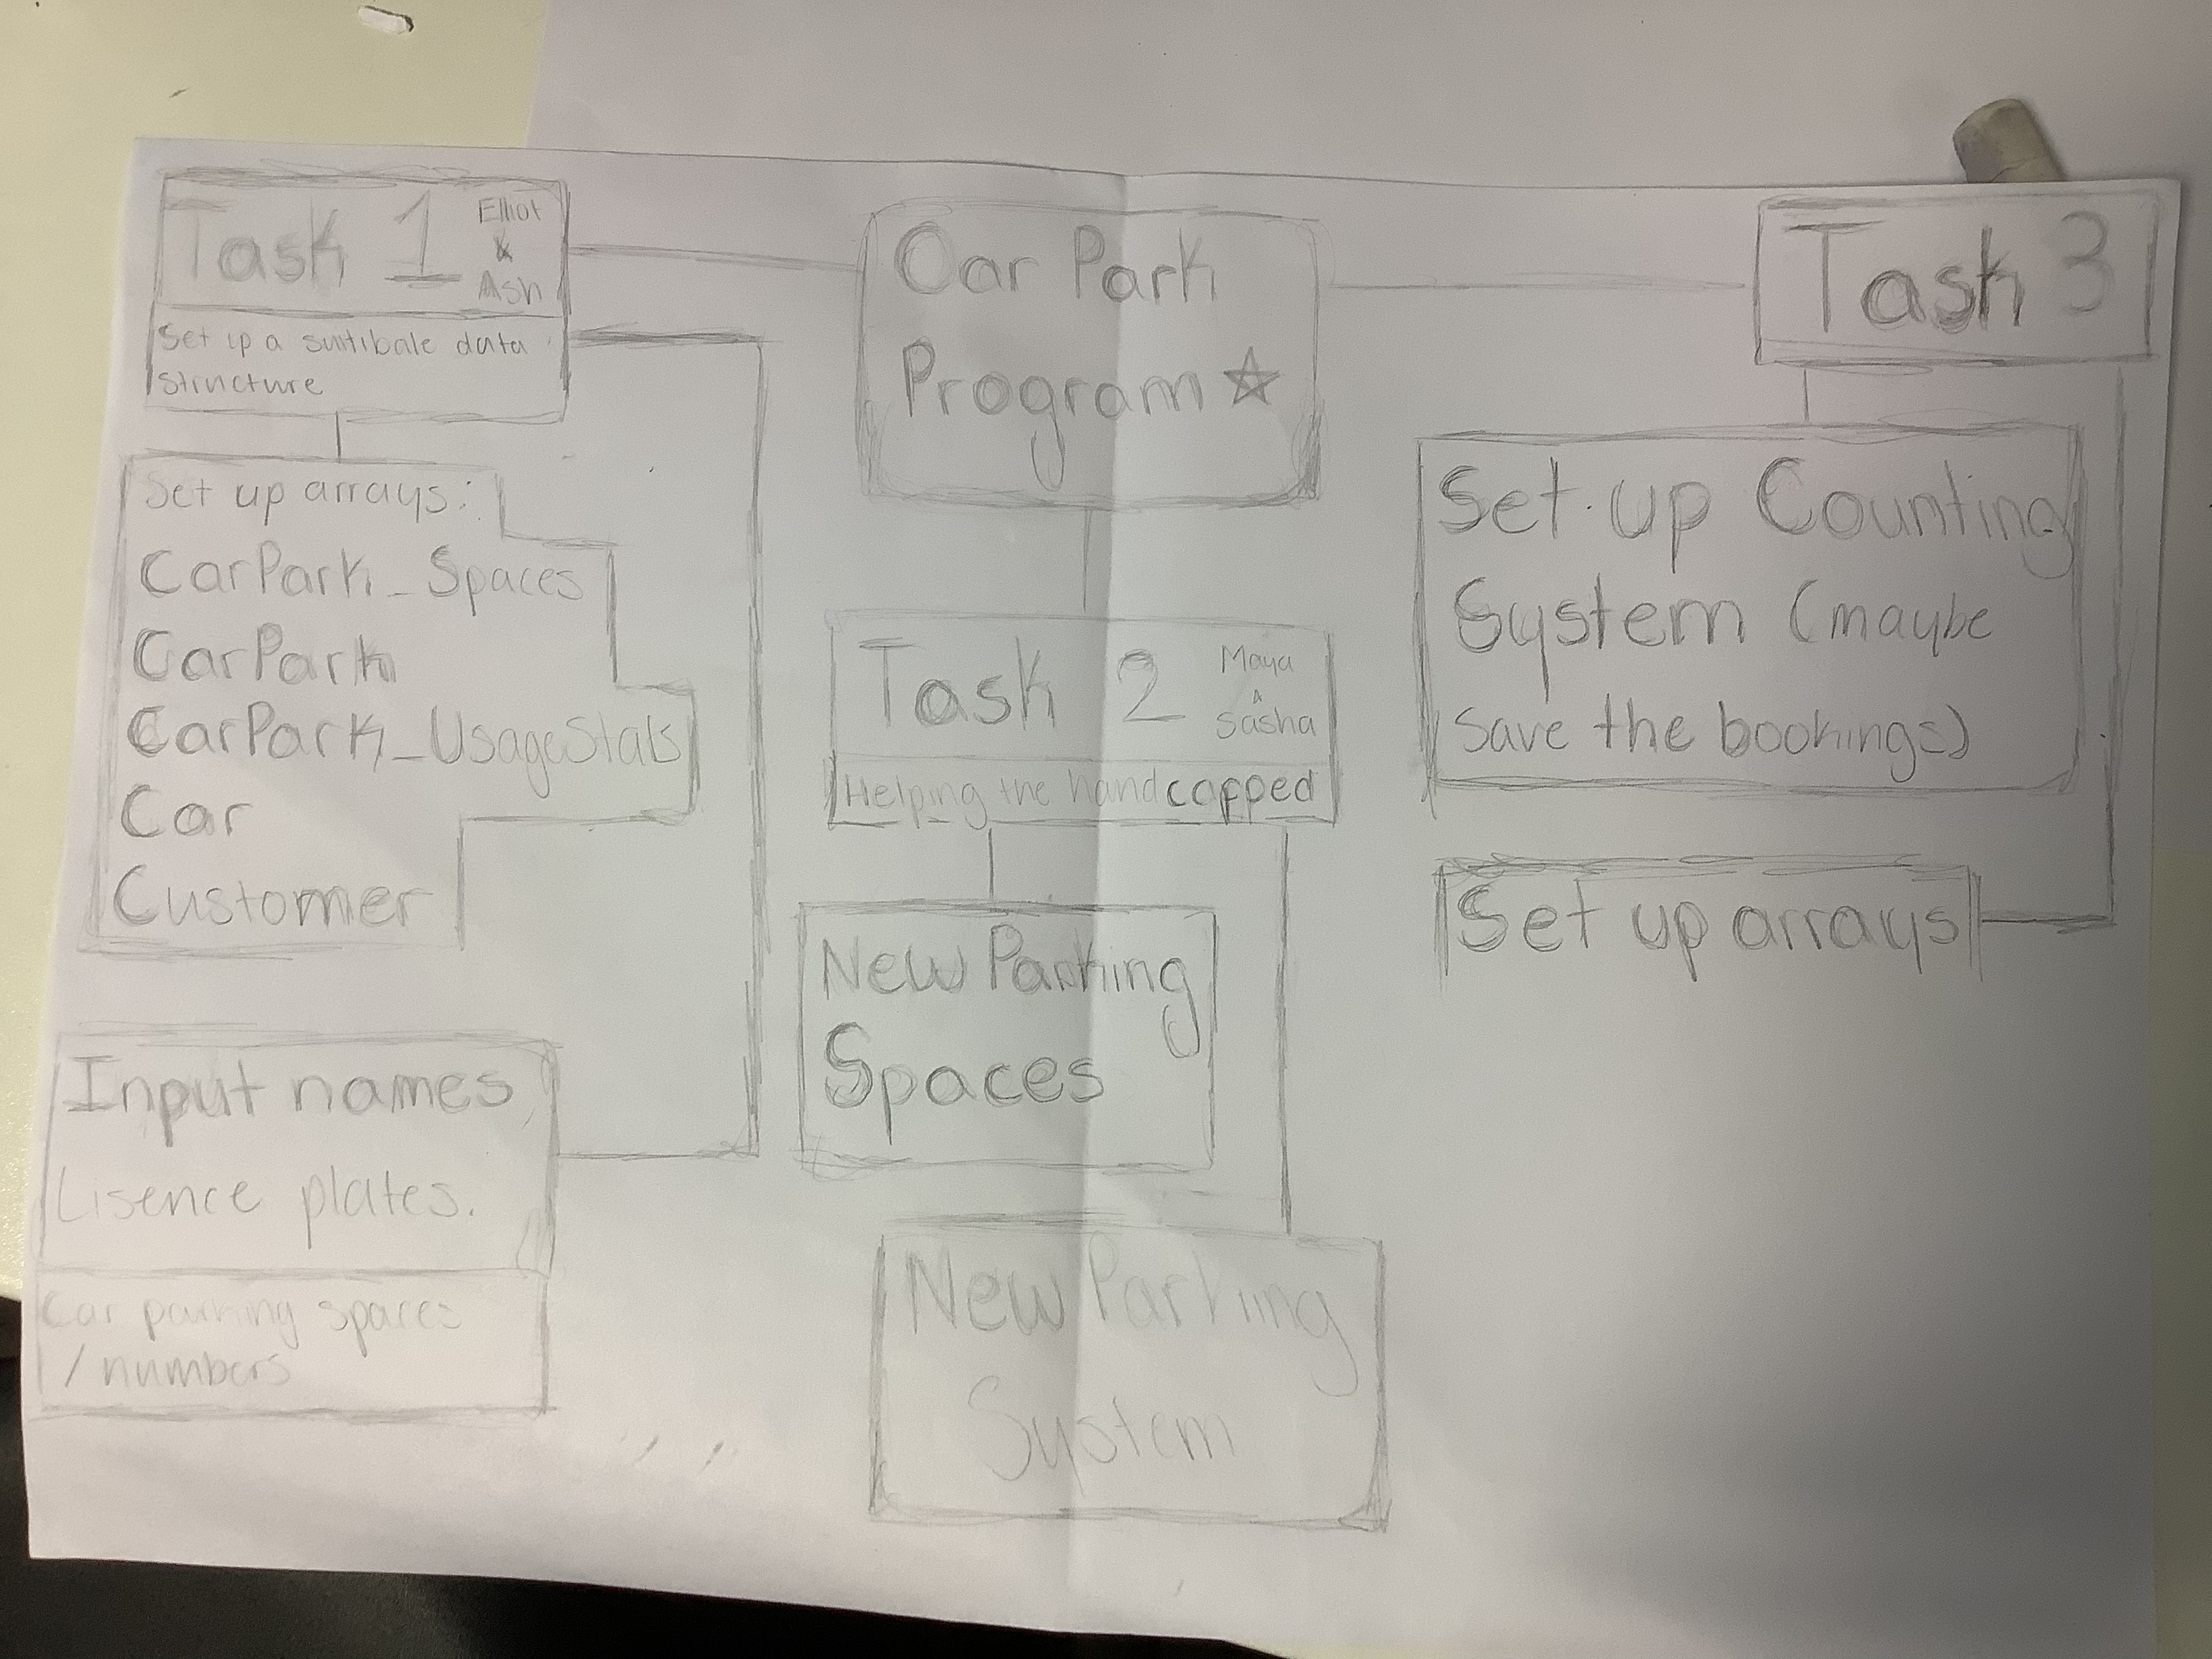 Task 1
Elliot
&
Ash
Set up a suitibale data
structure
Set up arrays:
CarPark_Spaces
CarPark
CarPark_UsageStats
Car
Customer
Input names,
Lisence plates.
Car parking spaces
/ numbers
Car Park
Program ☆
Task 2
Maya
&
Sasha
Helping the handcapped
New Parking
Spaces
New Parking
System
Task 3
Set up Counting
System (maybe
save the bookings)
Set up arrays